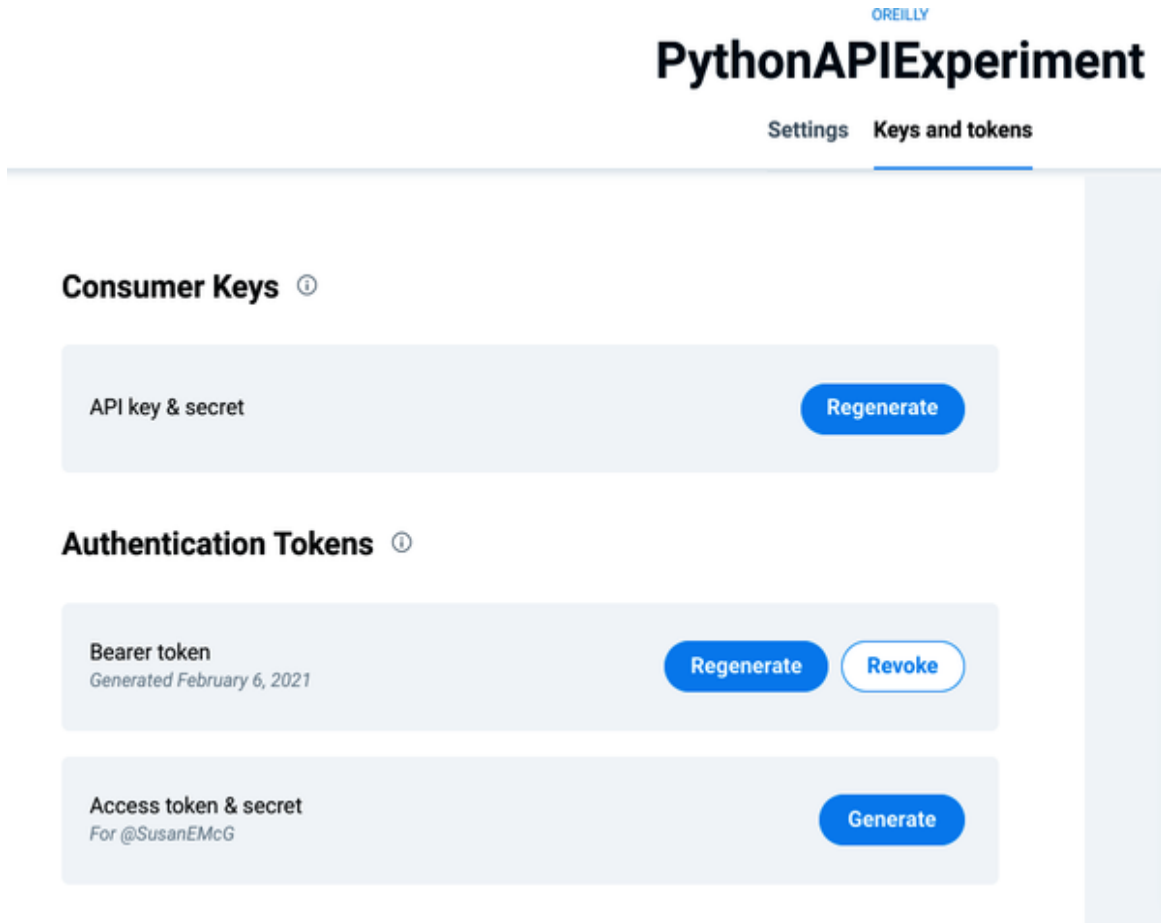 OREILLY
PythonAPIExperiment
Settings Keys and tokens
Consumer Keys
API key & secret
Regenerate
Authentication Tokens
Bearer token
Generated February 6, 2021
Regenerate
Revoke
Access token & secret
For @SusanEMcG
Generate